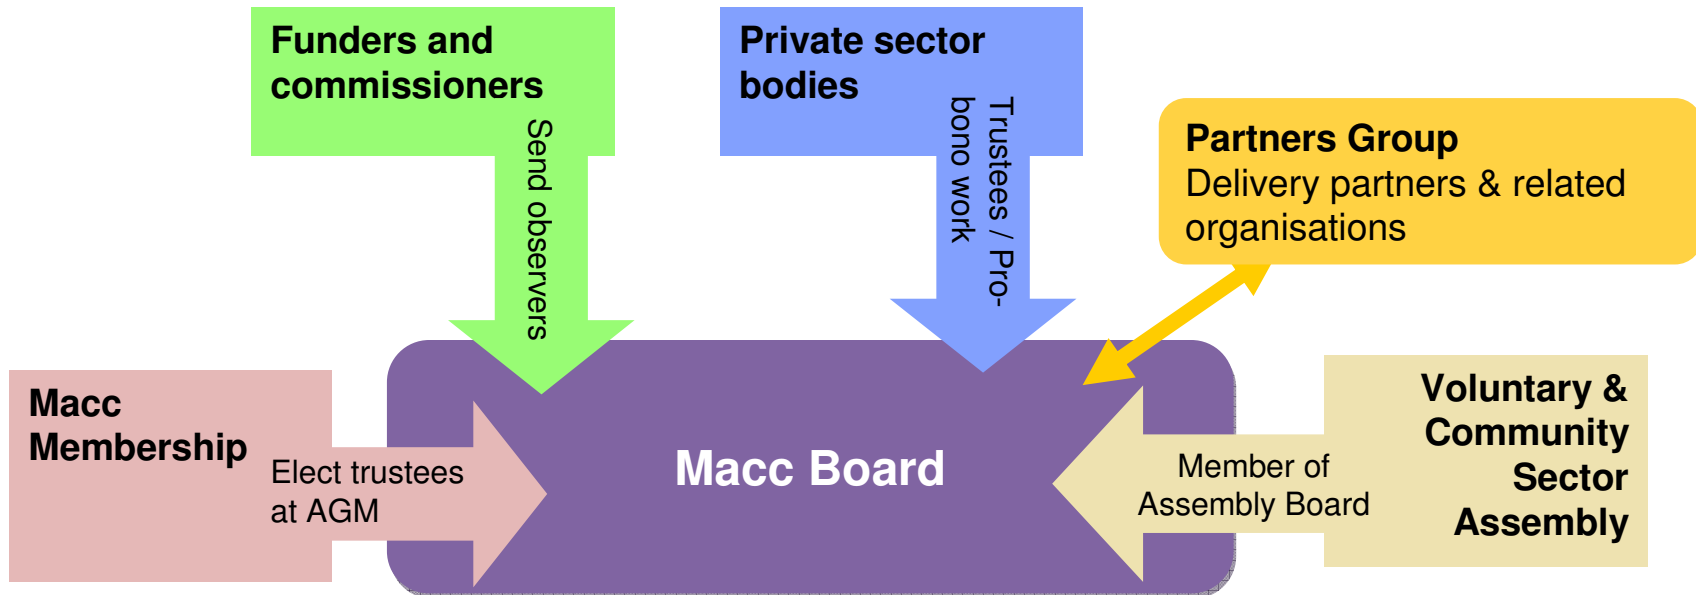 Funders and
commissioners
Send observers
Private sector
bodies
Trustees / Pro-
bono work
Partners Group
Delivery partners & related
organisations
Macc
Membership
Elect trustees
at AGM
Macc Board
Member of
Assembly Board
Voluntary &
Community
Sector
Assembly